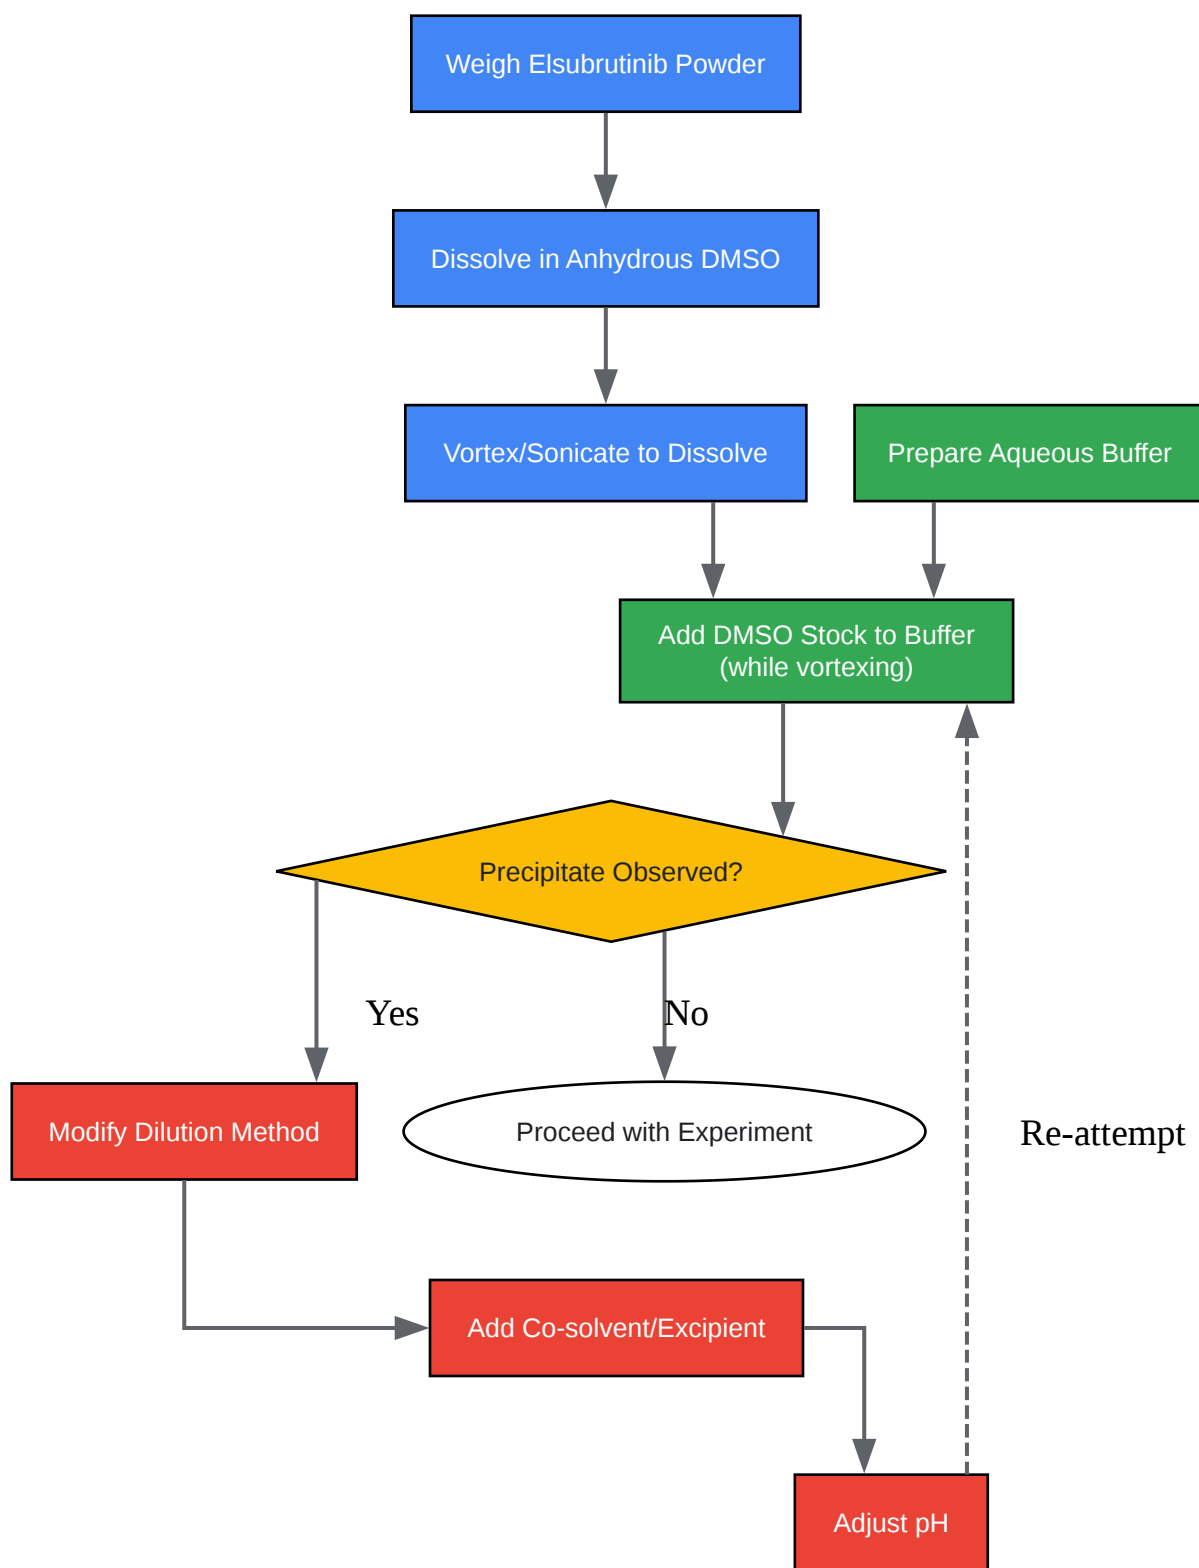 Weigh Elsubrutinib Powder
Dissolve in Anhydrous DMSO
Vortex/Sonicate to Dissolve
Prepare Aqueous Buffer
Add DMSO Stock to Buffer
(while vortexing)
Precipitate Observed?
Yes
No
Modify Dilution Method
Proceed with Experiment
Re-attempt
Add Co-solvent/Excipient
Adjust pH